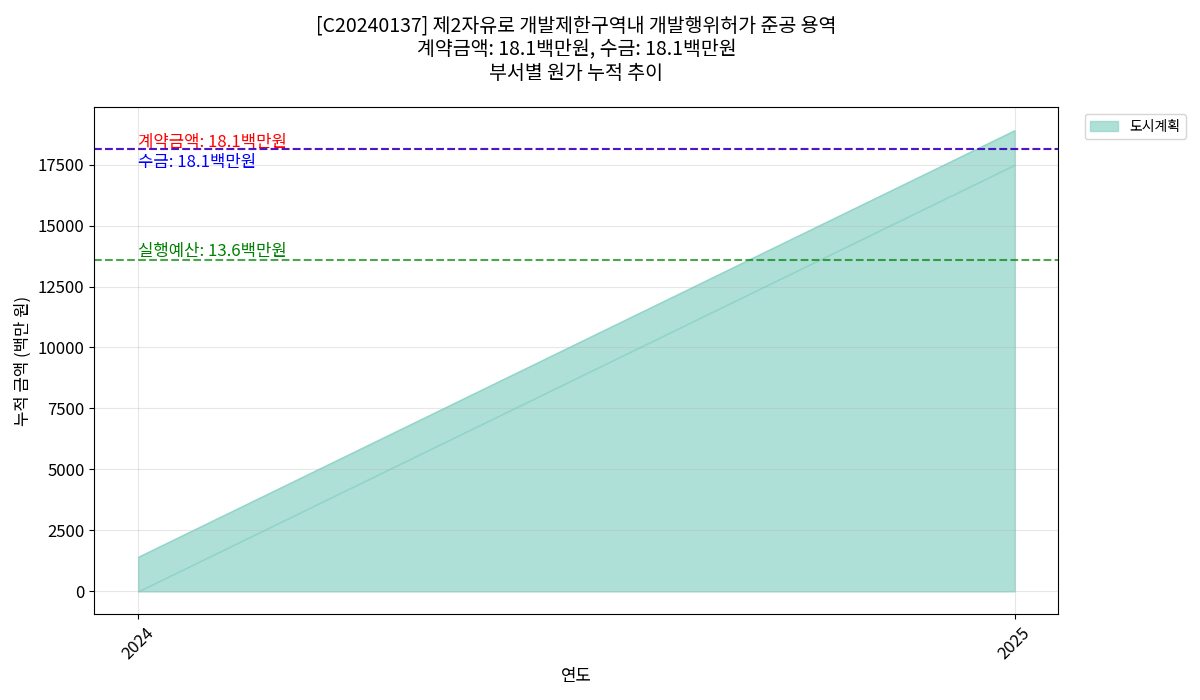 [C20240137] 제2자유로 개발제한구역내 개발행위허가 준공 용역
계약금액: 18.1백만원, 수금: 18.1백만원
부서별 원가 누적 추이
도시계획
계약금액: 18.1백만원
수금: 18.1백만원
실행예산: 13.6백만원
누적 금액 (백만 원)
17500
15000
12500
10000
7500
5000
2500
0
2024
2025
연도